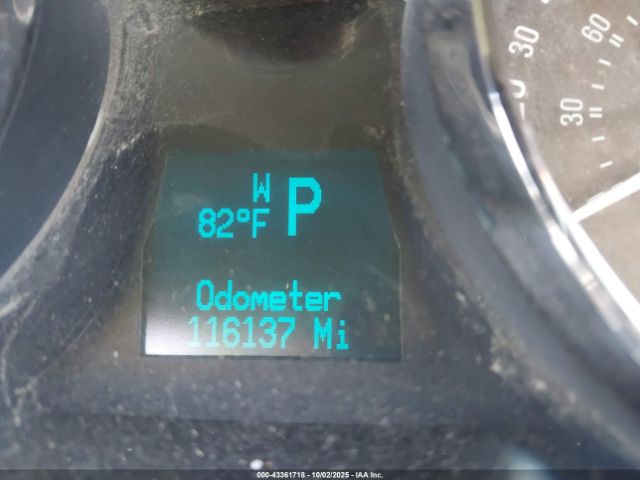 W
82°F P
Odometer
116137 Mi
30
60
30
000-43361718 | 10/02/2025 | IAA Inc.